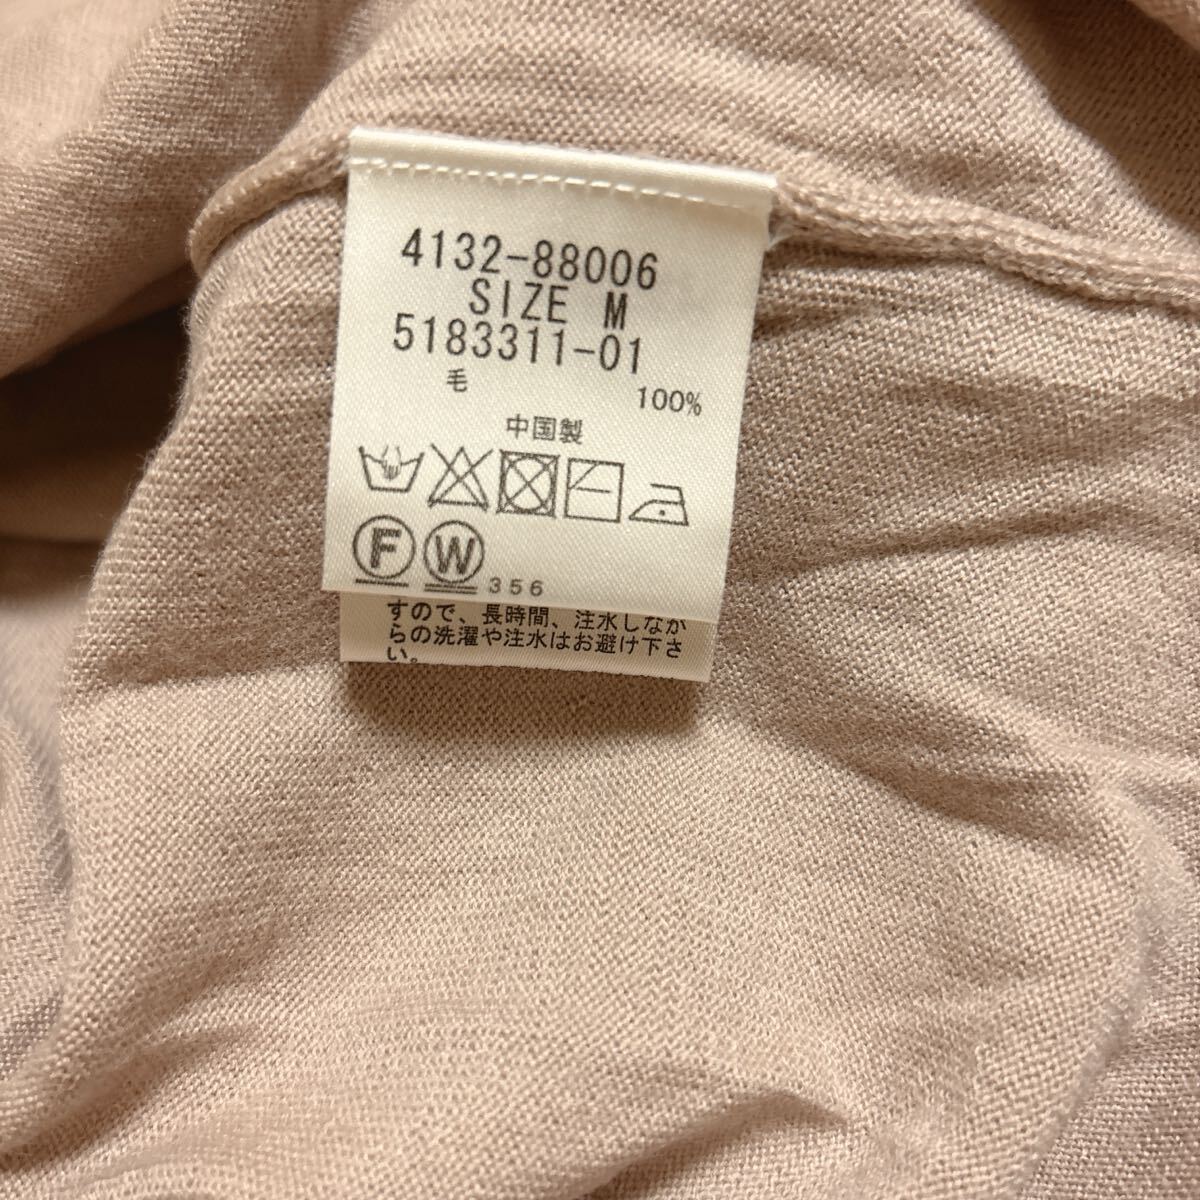 4132-88006
SIZE M
5183311-01
毛 100%
中国製
F W 356
すので、長時間、注水しなが
らの洗濯や注水はお避け下さ
い。